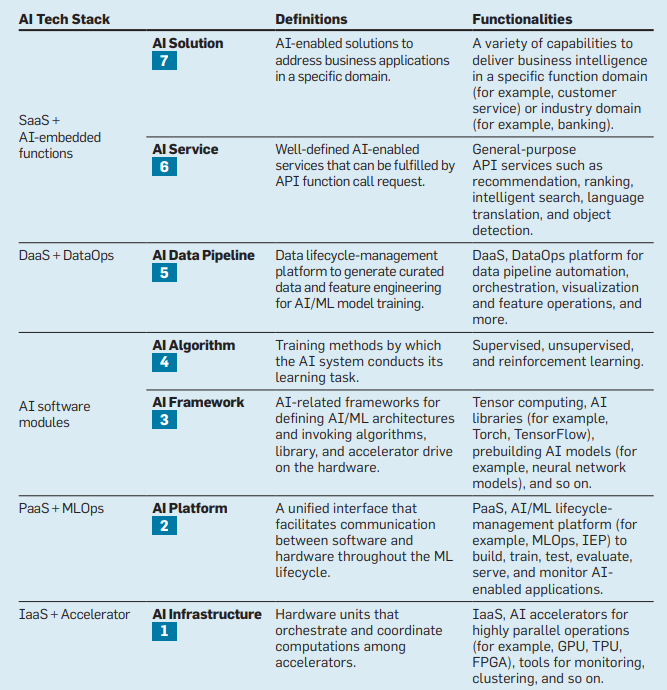 AI Tech Stack Definitions Functionalities
AI Solution
7
AI-enabled solutions to
address business applications
in a specific domain.
A variety of capabilities to
deliver business intelligence
in a specific function domain
(for example, customer
service) or industry domain
(for example, banking).
SaaS +
AI-embedded
functions
AI Service
6
Well-defined AI-enabled
services that can be fulfilled by
API function call request.
General-purpose
API services such as
recommendation, ranking,
intelligent search, language
translation, and object
detection.
DaaS + DataOps
AI Data Pipeline
5
Data lifecycle-management
platform to generate curated
data and feature engineering
for AI/ML model training.
DaaS, DataOps platform for
data pipeline automation,
orchestration, visualization
and feature operations, and
more.
AI Algorithm
4
Training methods by which
the AI system conducts its
learning task.
Supervised, unsupervised,
and reinforcement learning.
AI software
modules
AI Framework
3
AI-related frameworks for
defining AI/ML architectures
and invoking algorithms,
library, and accelerator drive
on the hardware.
Tensor computing, AI
libraries (for example,
Torch, TensorFlow),
prebuilding AI models (for
example, neural network
models), and so on.
PaaS + MLOps
AI Platform
2
A unified interface that
facilitates communication
between software and
hardware throughout the ML
lifecycle.
PaaS, AI/ML lifecycle-
management platform (for
example, MLOps, IEP) to
build, train, test, evaluate,
serve, and monitor AI-
enabled applications.
IaaS + Accelerator
AI Infrastructure
1
Hardware units that
orchestrate and coordinate
computations among
accelerators.
IaaS, AI accelerators for
highly parallel operations
(for example, GPU, TPU,
FPGA), tools for monitoring,
clustering, and so on.